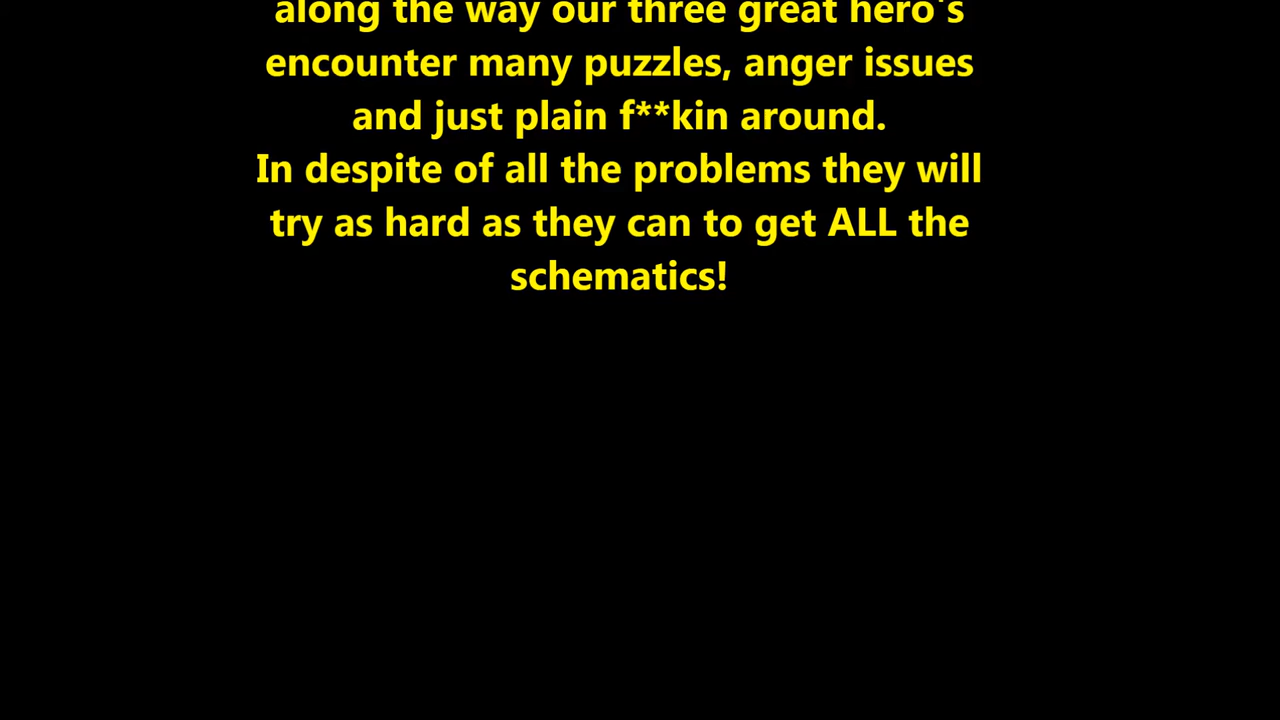 along the way our three great hero's
encounter many puzzles, anger issues
and just plain f**kin around.
In despite of all the problems they will
try as hard as they can to get ALL the
schematics!